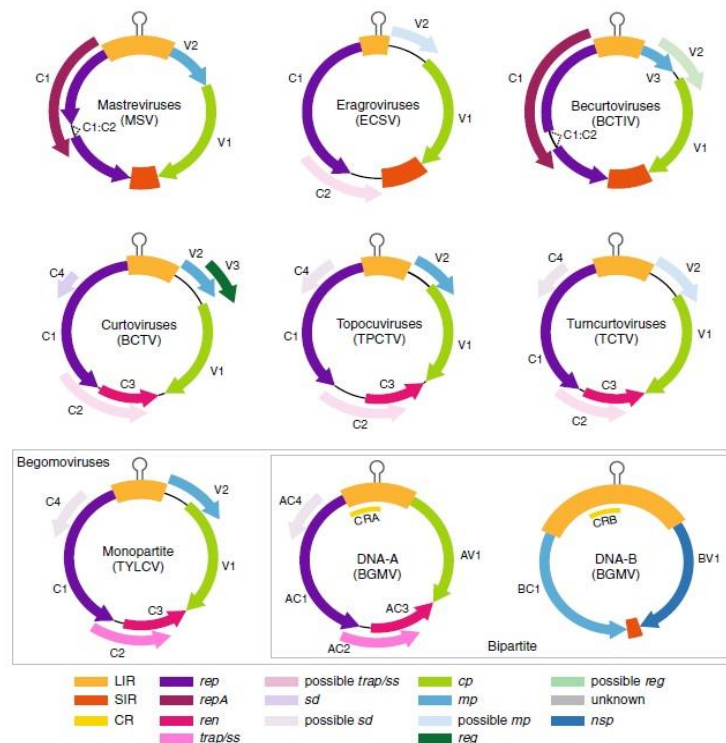 V2
C1
Mastreviruses
(MSV)
C1:C2
V1
V2
C1
Eragroviruses
(ECSV)
V1
C2
V2
C1
V3
Becurtoviruses
(BCTIV)
C1:C2
V1
C4
V2
V3
Curtoviruses
(BCTV)
C1
V1
C3
C2
C4
V2
Topocuviruses
(TPCTV)
C1
V1
C3
C2
C4
V2
Turncurtoviruses
(TCTV)
C1
V1
C3
C2
Begomoviruses
C4
V2
Monopartite
(TYLCV)
C1
V1
C3
C2
AC4
CRA
DNA-A
(BGMV)
AV1
AC1
AC3
AC2
CRB
DNA-B
(BGMV)
BC1
BV1
Bipartite
LIR
rep
possible trap/ss
cp
possible reg
SIR
repA
sd
mp
unknown
CR
ren
possible sd
possible mp
nsp
trap/ss
reg